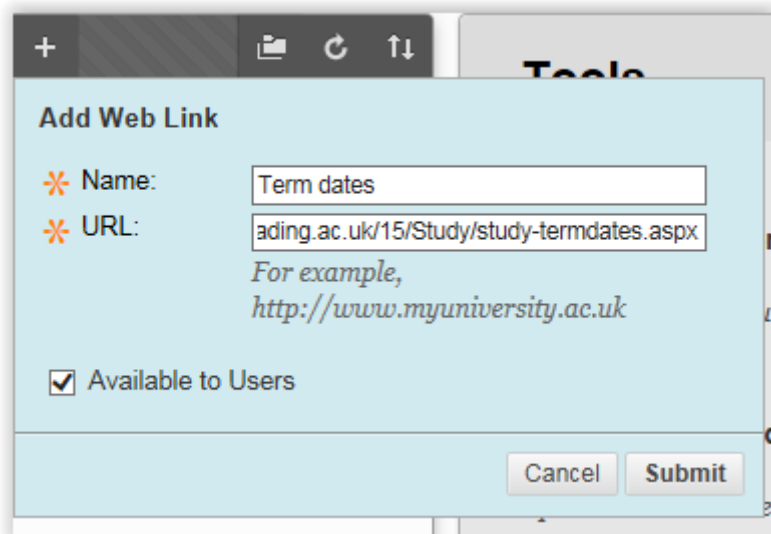 Tools
Add Web Link
Name:
Term dates
URL:
ading.ac.uk/15/Study/study-termdates.aspx
For example,
http://www.myuniversity.ac.uk
Available to Users
Cancel
Submit